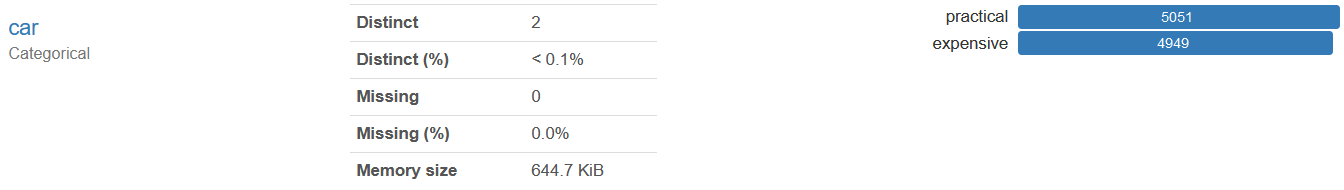 car
Categorical
Distinct 2
Distinct (%) < 0.1%
Missing 0
Missing (%) 0.0%
Memory size 644.7 KiB
practical 5051
expensive 4949